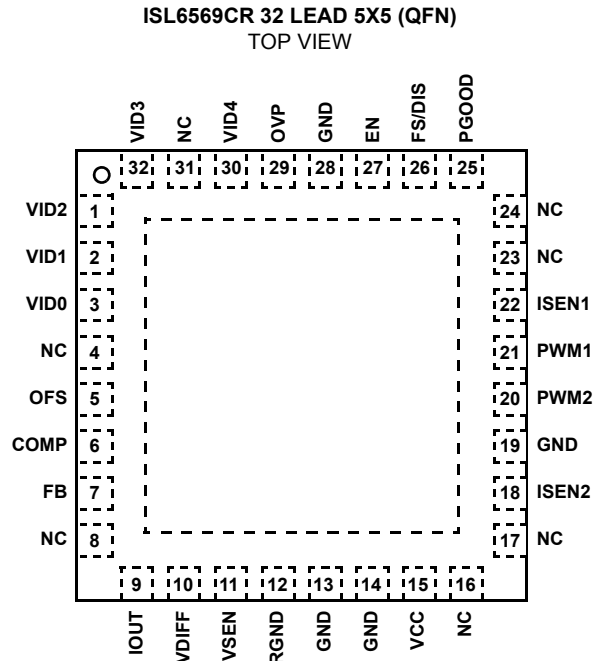 ISL6569CR 32 LEAD 5X5 (QFN)
TOP VIEW
VID3 NC VID4 OVP GND EN FS/DIS PGOOD
32 31 30 29 28 27 26 25
VID2 1 24 NC
VID1 2 23 NC
VID0 3 22 ISEN1
NC 4 21 PWM1
OFS 5 20 PWM2
COMP 6 19 GND
FB 7 18 ISEN2
NC 8 17 NC
9 10 11 12 13 14 15 16
IOUT VDIFF VSEN RGND GND GND VCC NC